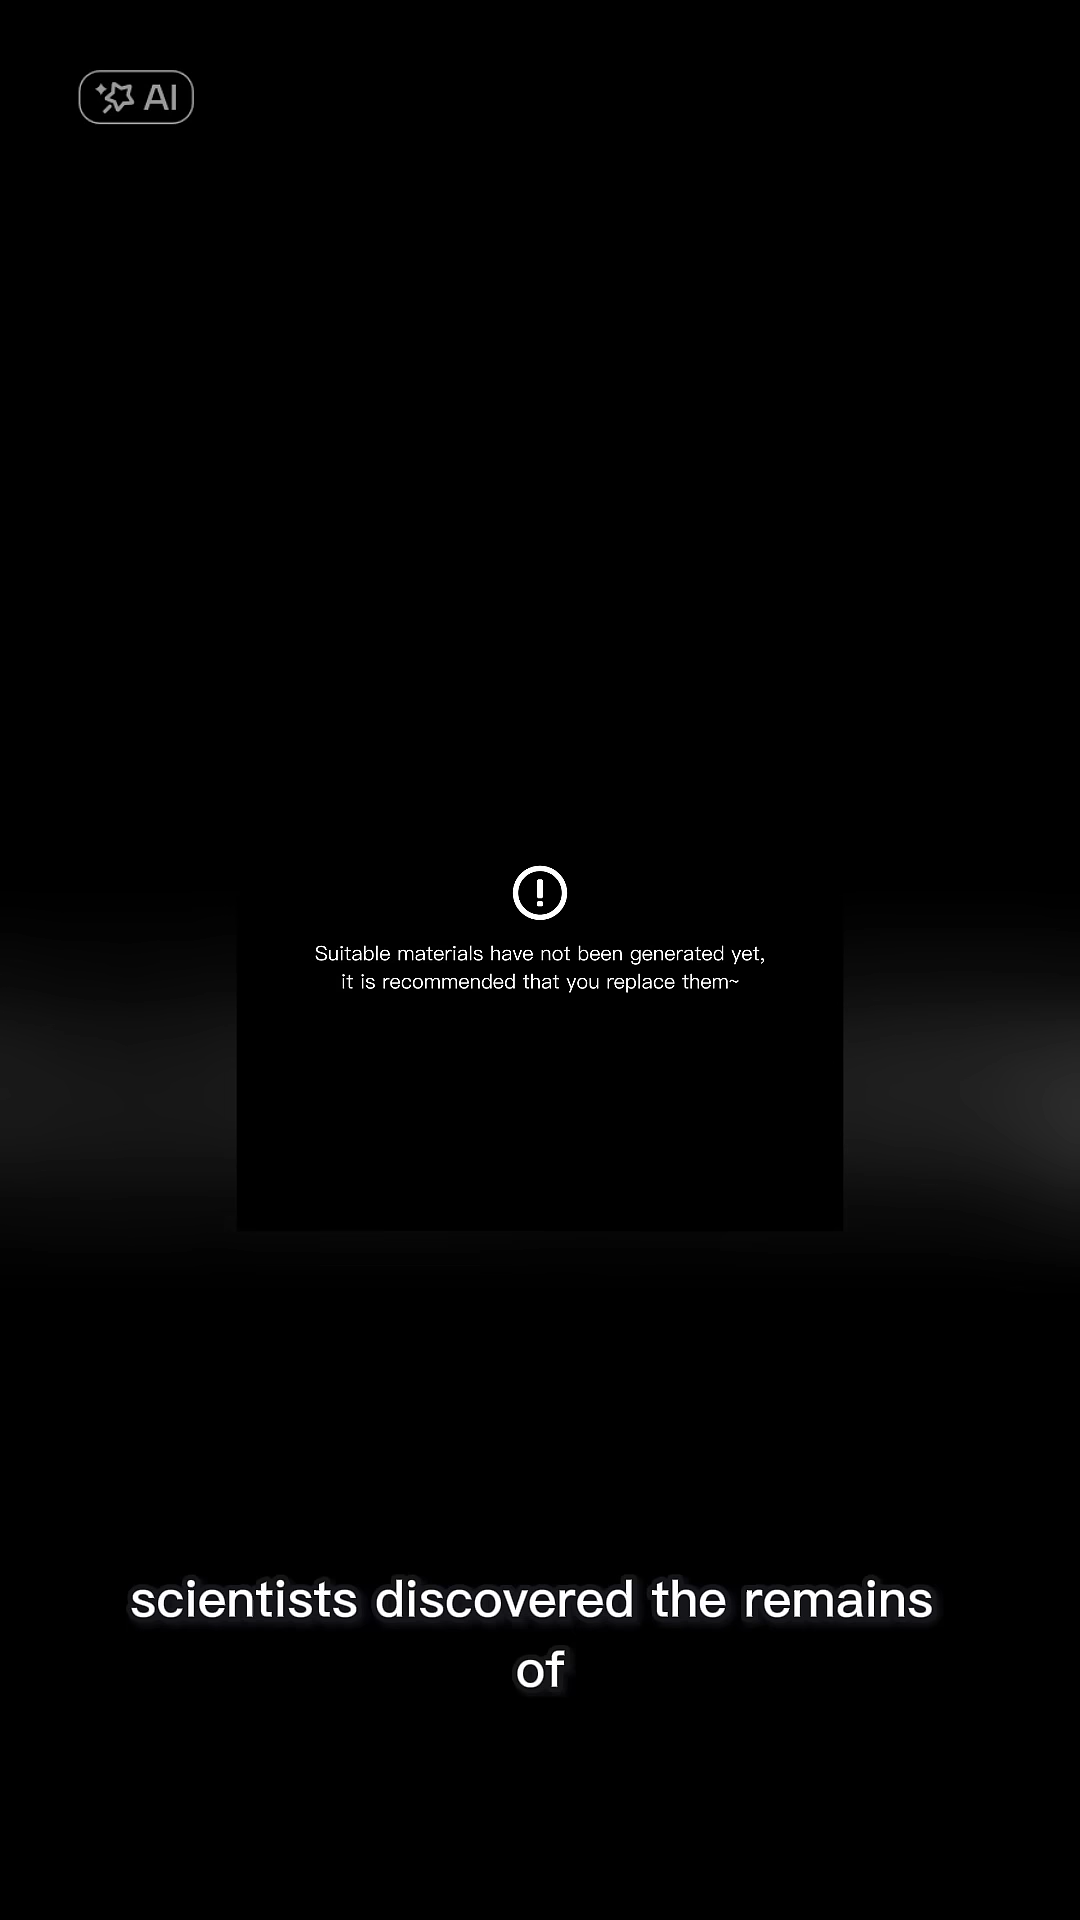 AI
Suitable materials have not been generated yet,
it is recommended that you replace them~
scientists discovered the remains
of